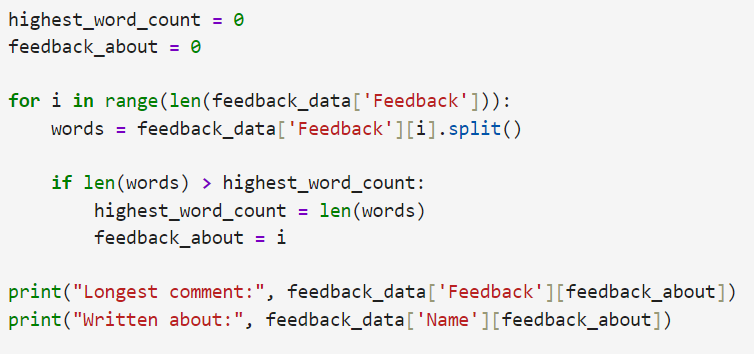 highest_word_count = 0
feedback_about = 0
for i in range(len(feedback_data['Feedback'])):
    words = feedback_data['Feedback'][i].split()
    if len(words) > highest_word_count:
        highest_word_count = len(words)
        feedback_about = i
print("Longest comment:", feedback_data['Feedback'][feedback_about])
print("Written about:", feedback_data['Name'][feedback_about])